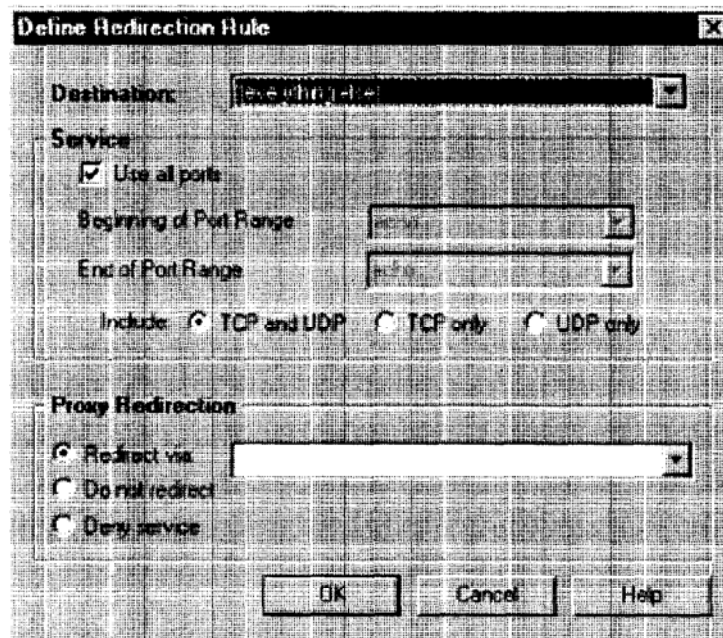 Define Redirection Rule
Destination:
Service
Use all ports
Beginning of Port Range
End of Port Range echo
Include: TCP and UDP TCP only UDP only
Proxy Redirection
Redirect via
Do not redirect
Deny service
OK Cancel Help